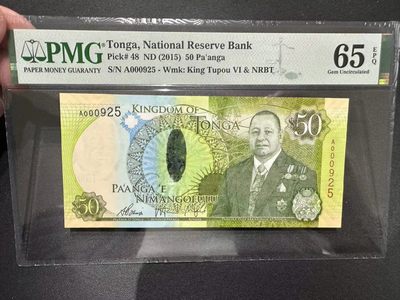 PMG
PAPER MONEY GUARANTY
Tonga, National Reserve Bank
Pick# 48 ND (2015) 50 Pa'anga
S/N A000925 - Wmk: King Tupou VI & NRBT
65 EPQ
Gem Uncirculated
A000925
KINGDOM OF
TONGA
$50
A000925
PA'ANGA 'E
NIMANGOFULU
$50